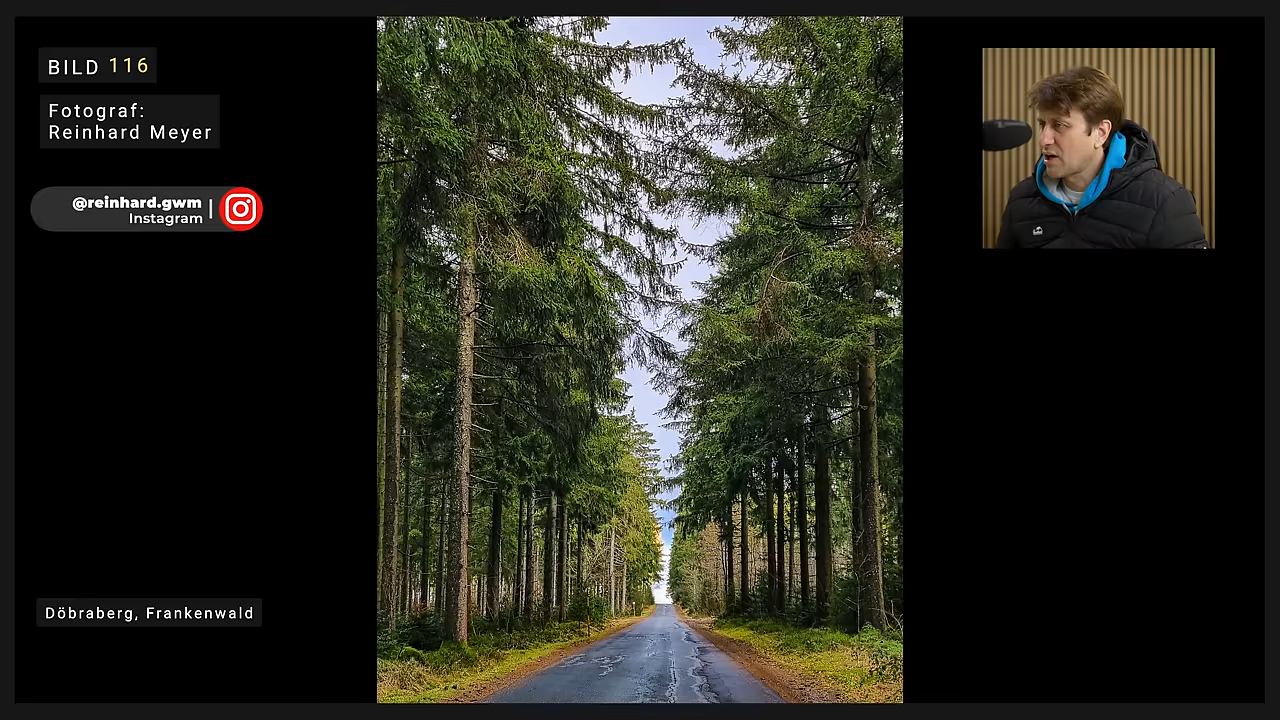 BILD 116
Fotograf:
Reinhard Meyer
@reinhard.gwm
Instagram
Döbraberg, Frankenwald